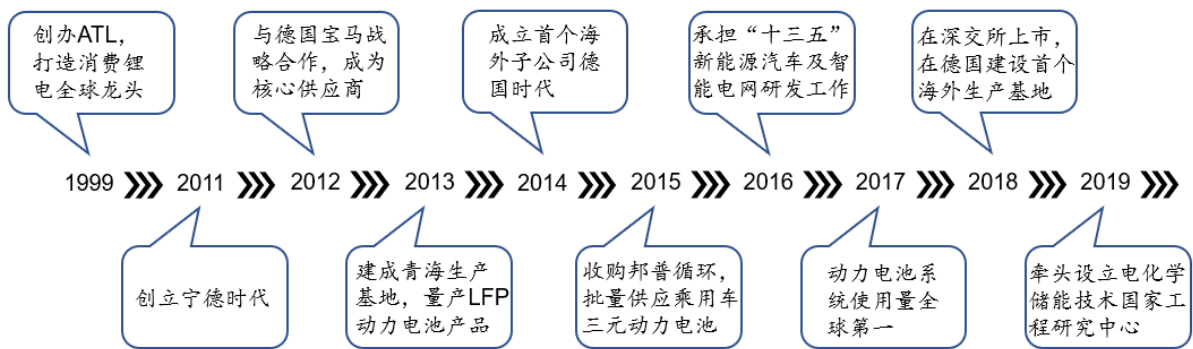 创办ATL，
打造消费锂
电全球龙头
与德国宝马战
略合作，成为
核心供应商
成立首个海
外子公司德
国时代
承担“十三五”
新能源汽车及智
能电网研发工作
在深交所上市，
在德国建设首个
海外生产基地
1999 2011 2012 2013 2014 2015 2016 2017 2018 2019
创立宁德时代
建成青海生产
基地，量产LFP
动力电池产品
收购邦普循环，
批量供应乘用车
三元动力电池
动力电池系
统使用量全
球第一
牵头设立电化学
储能技术国家工
程研究中心